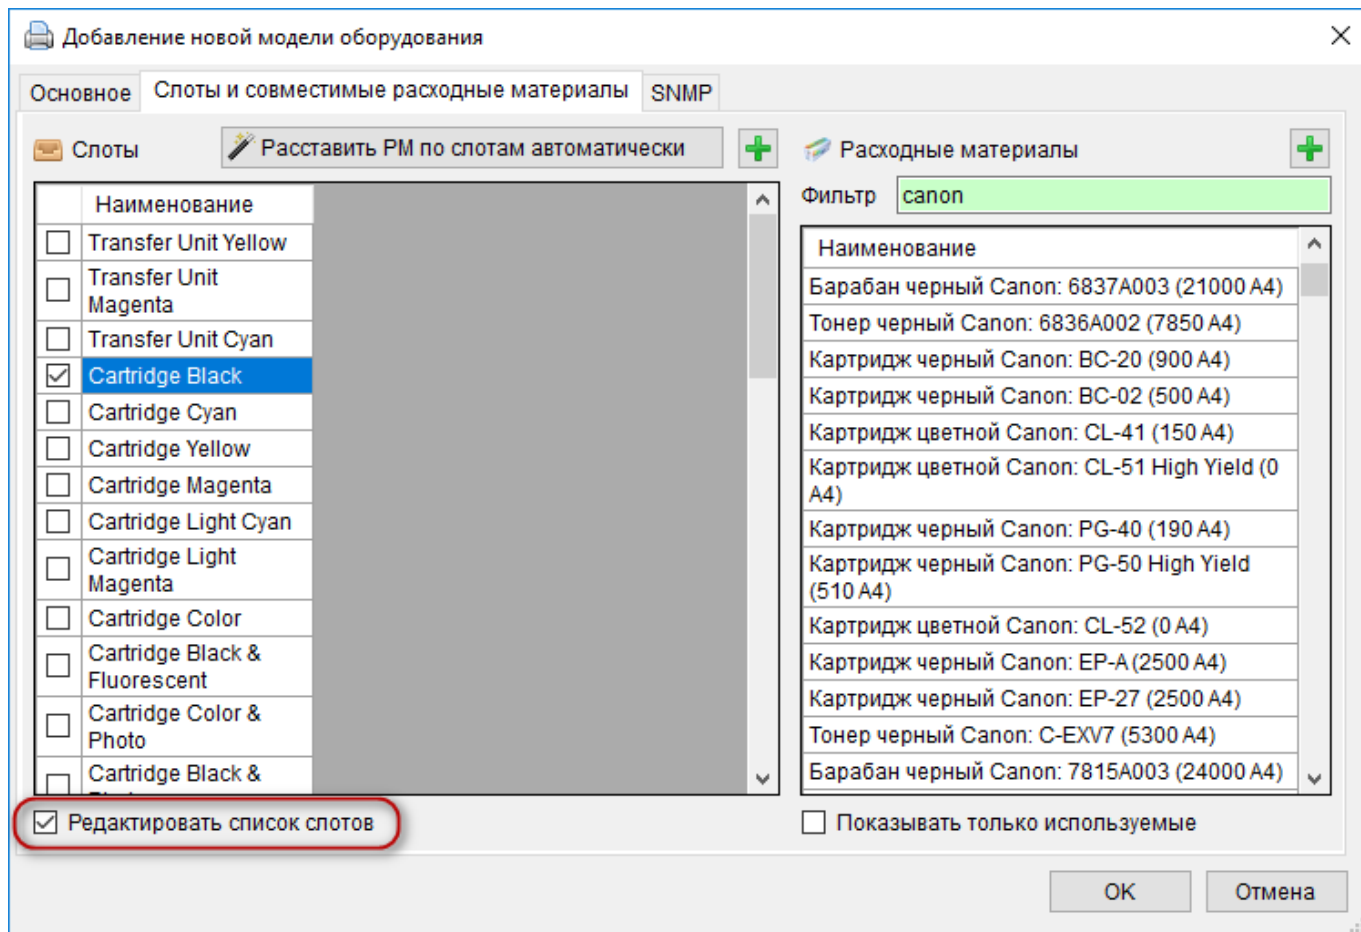 Добавление новой модели оборудования
Основное
Слоты и совместимые расходные материалы
SNMP
Слоты
Расставить РМ по слотам автоматически
Расходные материалы
Фильтр
canon
Наименование
Transfer Unit Yellow
Transfer Unit
Magenta
Transfer Unit Cyan
Cartridge Black
Cartridge Cyan
Cartridge Yellow
Cartridge Magenta
Cartridge Light Cyan
Cartridge Light
Magenta
Cartridge Color
Cartridge Black &
Fluorescent
Cartridge Color &
Photo
Cartridge Black &
Наименование
Барабан черный Canon: 6837A003 (21000 A4)
Тонер черный Canon: 6836A002 (7850 A4)
Картридж черный Canon: BC-20 (900 A4)
Картридж черный Canon: BC-02 (500 A4)
Картридж цветной Canon: CL-41 (150 A4)
Картридж цветной Canon: CL-51 High Yield (0
A4)
Картридж черный Canon: PG-40 (190 A4)
Картридж черный Canon: PG-50 High Yield
(510 A4)
Картридж цветной Canon: CL-52 (0 A4)
Картридж черный Canon: EP-A (2500 A4)
Картридж черный Canon: EP-27 (2500 A4)
Тонер черный Canon: C-EXV7 (5300 A4)
Барабан черный Canon: 7815A003 (24000 A4)
Редактировать список слотов
Показывать только используемые
OK
Отмена